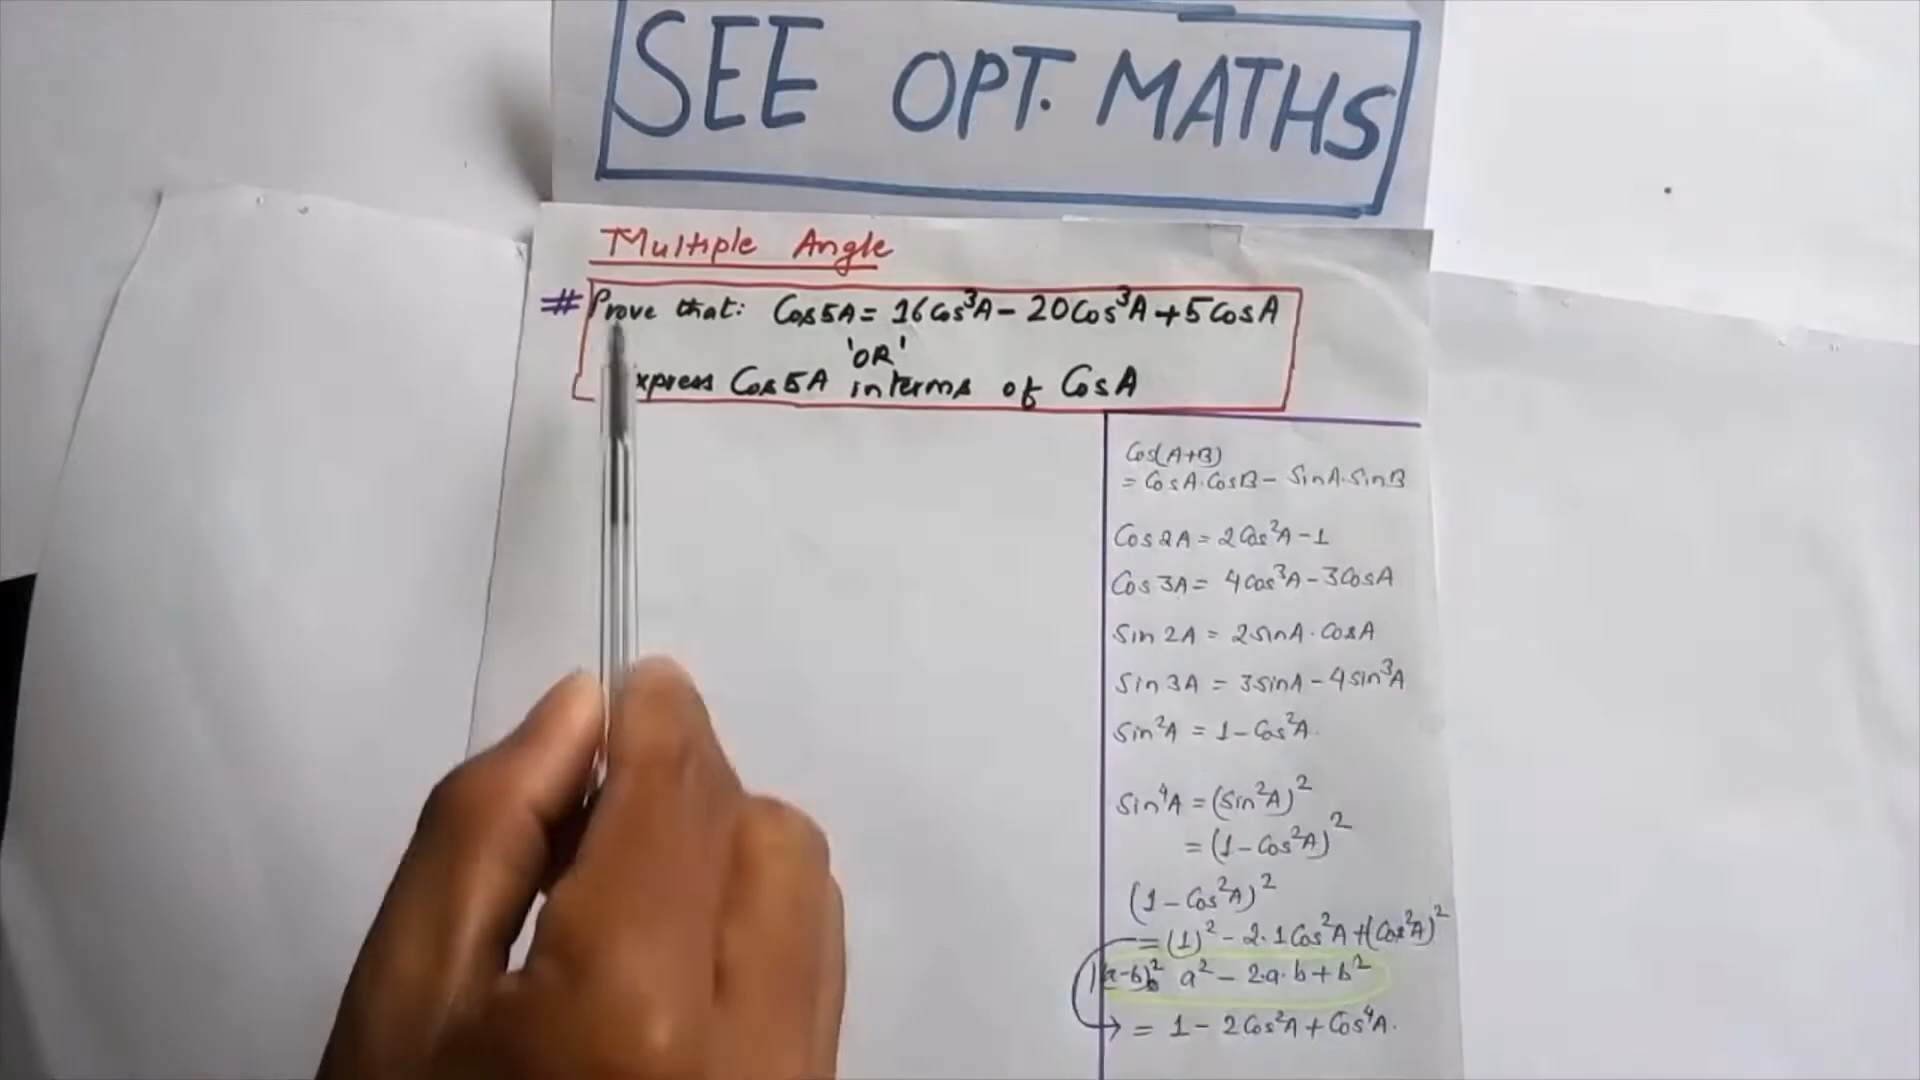 SEE OPT. MATHS
Multiple Angle
# Prove that: Cos5A = 16Cos³A - 20Cos³A + 5CosA
'OR'
xpress Cos5A interms of CosA
Cos(A+B)
= CosA.CosB - SinA.SinB
Cos2A = 2Cos²A - 1
Cos3A = 4Cos³A - 3CosA
Sin2A = 2SinA.CosA
Sin3A = 3SinA - 4Sin³A
Sin²A = 1 - Cos²A.
Sin⁴A = (Sin²A)²
= (1 - Cos²A)²
(1 - Cos²A)²
= (1)² - 2.1Cos²A + (Cos²A)²
(a-b)² a² - 2.a.b + b²
→ = 1 - 2Cos²A + Cos⁴A.